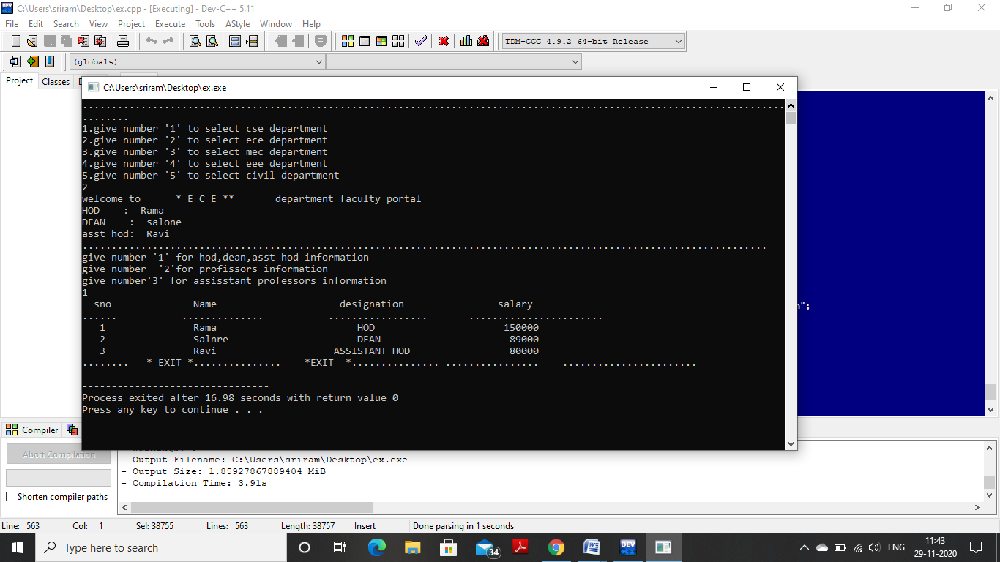 C:\Users\sriram\Desktop\ex.cpp - [Executing] - Dev-C++ 5.11
File Edit Search View Project Execute Tools AStyle Window Help
TDM-GCC 4.9.2 64-bit Release
(globals)
Project Classes D
C:\Users\sriram\Desktop\ex.exe
........................................................................................................................
........
1.give number '1' to select cse department
2.give number '2' to select ece department
3.give number '3' to select mec department
4.give number '4' to select eee department
5.give number '5' to select civil department
2
welcome to      * E C E **       department faculty portal
HOD    :  Rama
DEAN    :  salone
asst hod:  Ravi
.....................................................................................................................
give number '1' for hod,dean,asst hod information
give number  '2'for profissors information
give number'3' for assisstant professors information
1
sno Name designation salary
...... .............. ................. .......................
1 Rama HOD 150000
2 Salnre DEAN 89000
3 Ravi ASSISTANT HOD 80000
........   * EXIT *...............    *EXIT  *............... ................    .......................
--------------------------------
Process exited after 16.98 seconds with return value 0
Press any key to continue . . .
";
Compiler
Abort Compilation
Shorten compiler paths
- Output Filename: C:\Users\sriram\Desktop\ex.exe
- Output Size: 1.85927867889404 MiB
- Compilation Time: 3.91s
Line: 563 Col: 1 Sel: 38755 Lines: 563 Length: 38757 Insert Done parsing in 1 seconds
Type here to search
34
DEV
ENG
11:43
29-11-2020